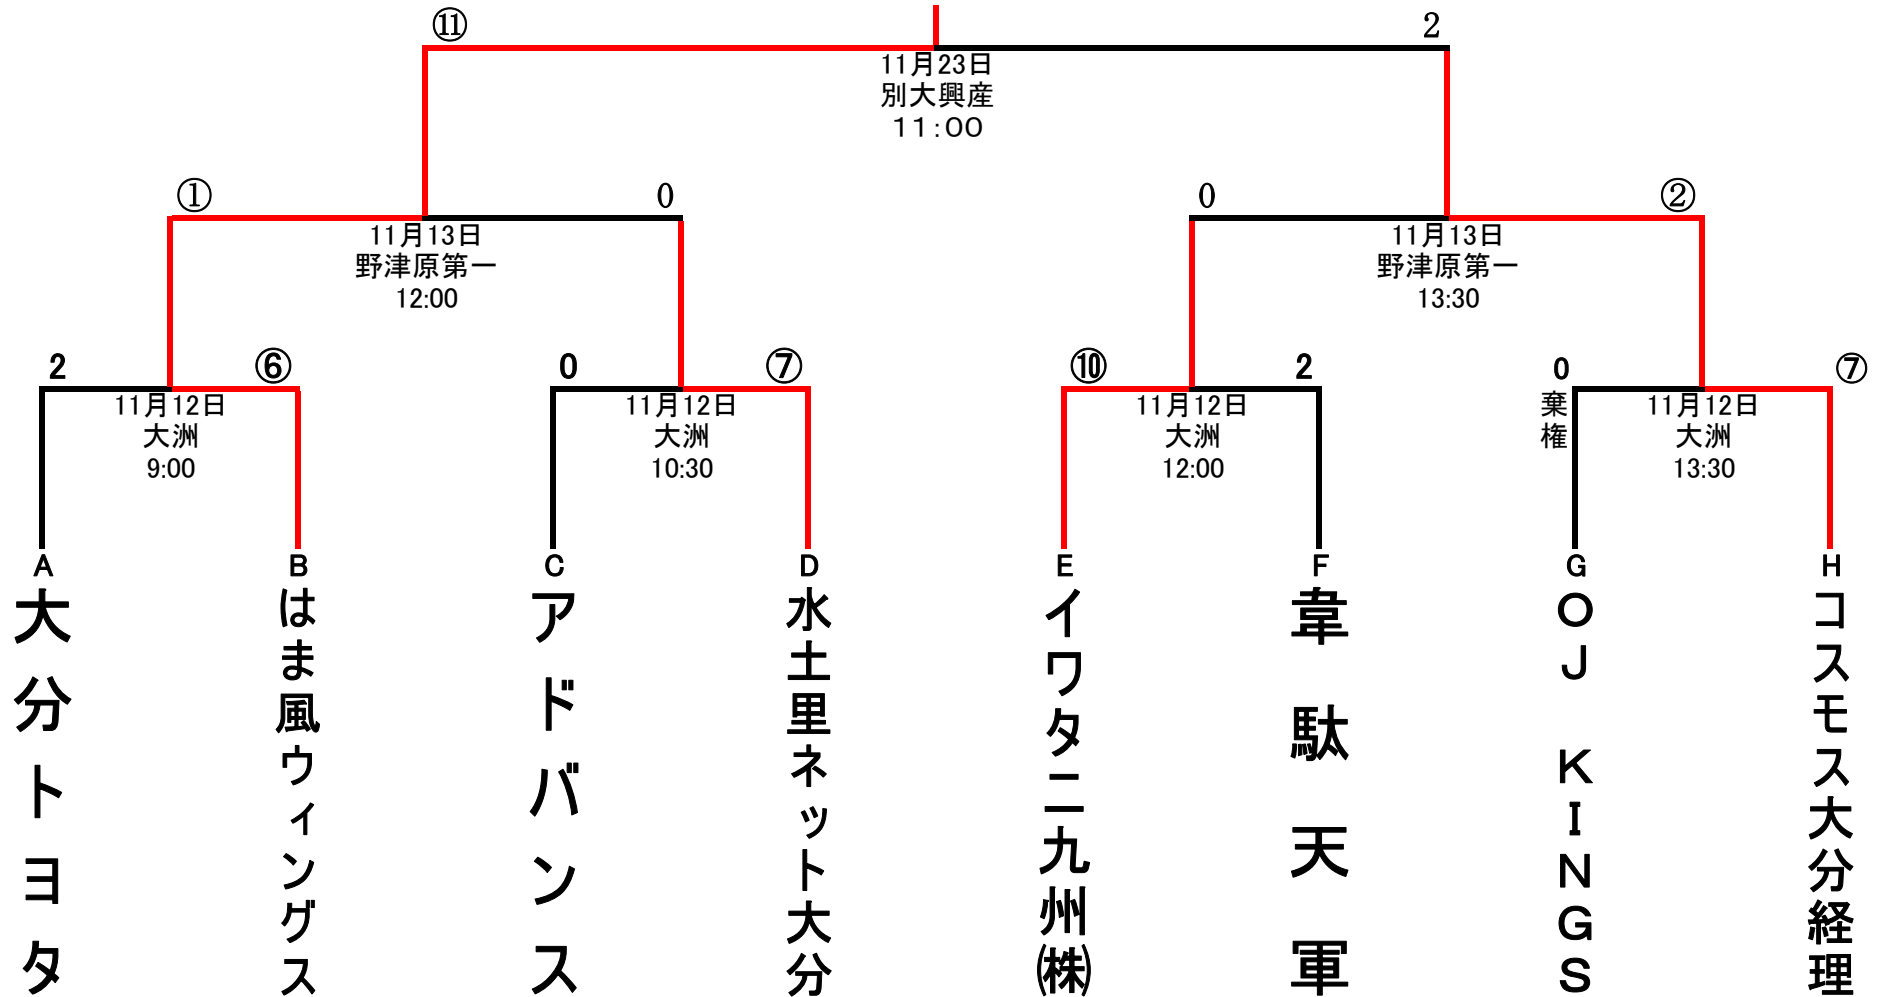 ⑪
2
11月23日
別大興産
11:00
①
0
0
②
11月13日
野津原第一
12:00
11月13日
野津原第一
13:30
2
⑥
0
⑦
⑩
2
0
⑦
棄権
11月12日
大洲
9:00
11月12日
大洲
10:30
11月12日
大洲
12:00
11月12日
大洲
13:30
A
大分トヨタ
B
はま風ウィングス
C
アドバンス
D
水土里ネット大分
E
イワタニ九州㈱
F
韋駄天軍
G
OJ KINGS
H
コスモス大分経理